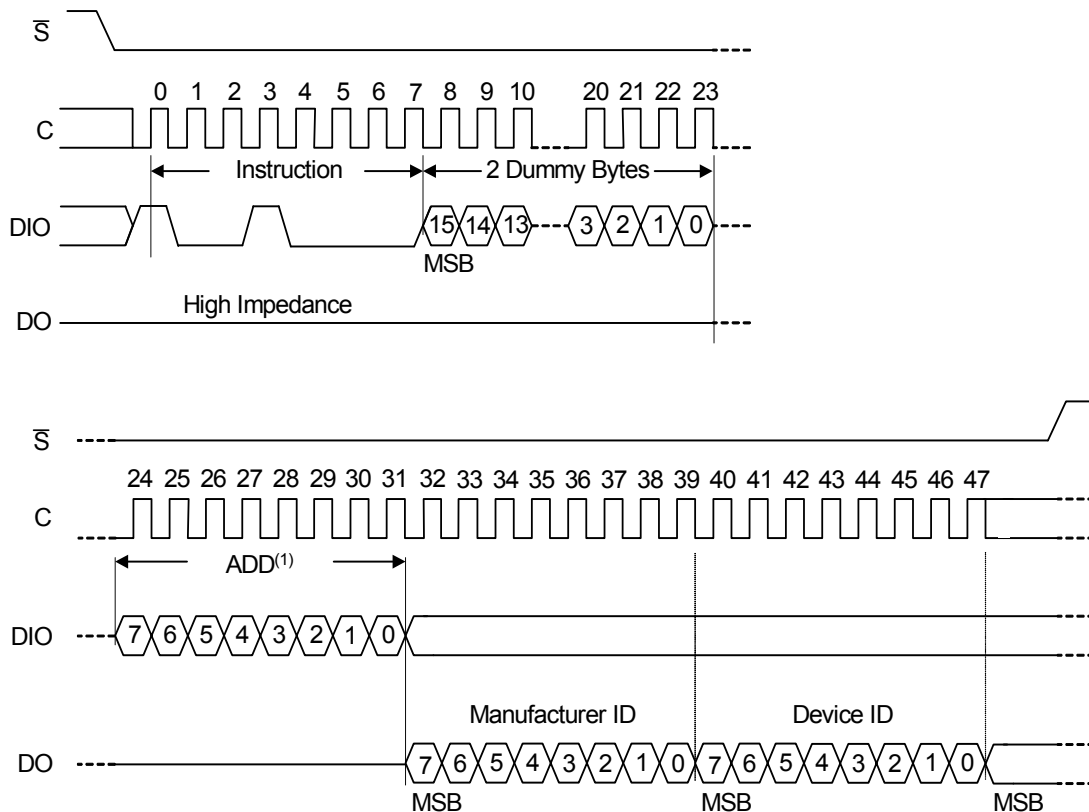 S̅
0 1 2 3 4 5 6 7 8 9 10 20 21 22 23
C
Instruction 2 Dummy Bytes
DIO 15 14 13 3 2 1 0
MSB
High Impedance
DO
S̅
24 25 26 27 28 29 30 31 32 33 34 35 36 37 38 39 40 41 42 43 44 45 46 47
C
ADD(1)
DIO 7 6 5 4 3 2 1 0
Manufacturer ID Device ID
DO 7 6 5 4 3 2 1 0 7 6 5 4 3 2 1 0
MSB MSB MSB